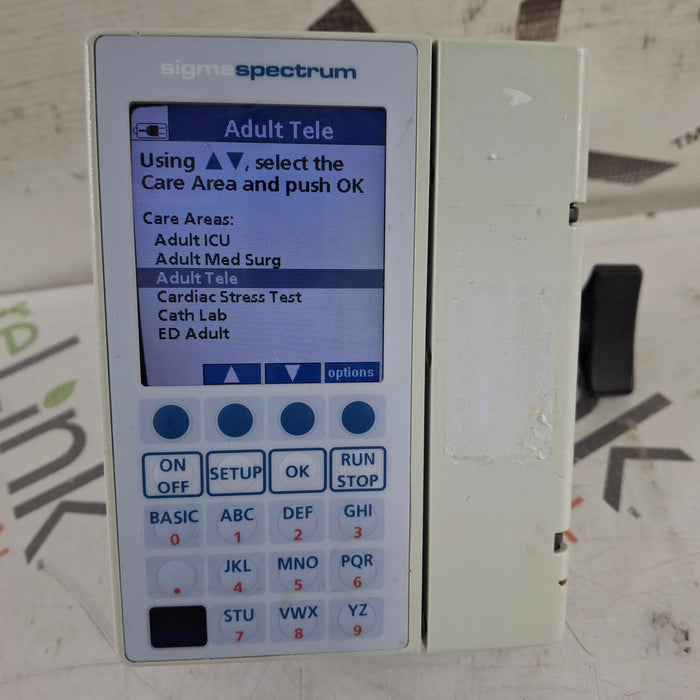 sigmaspectrum
Adult Tele
Using ▲▼, select the
Care Area and push OK
Care Areas:
Adult ICU
Adult Med Surg
Adult Tele
Cardiac Stress Test
Cath Lab
ED Adult
▲ ▼ options
ON OFF
SETUP
OK
RUN STOP
BASIC 0
ABC 1
DEF 2
GHI 3
.
JKL 4
MNO 5
PQR 6
STU 7
VWX 8
YZ 9
Link
TM